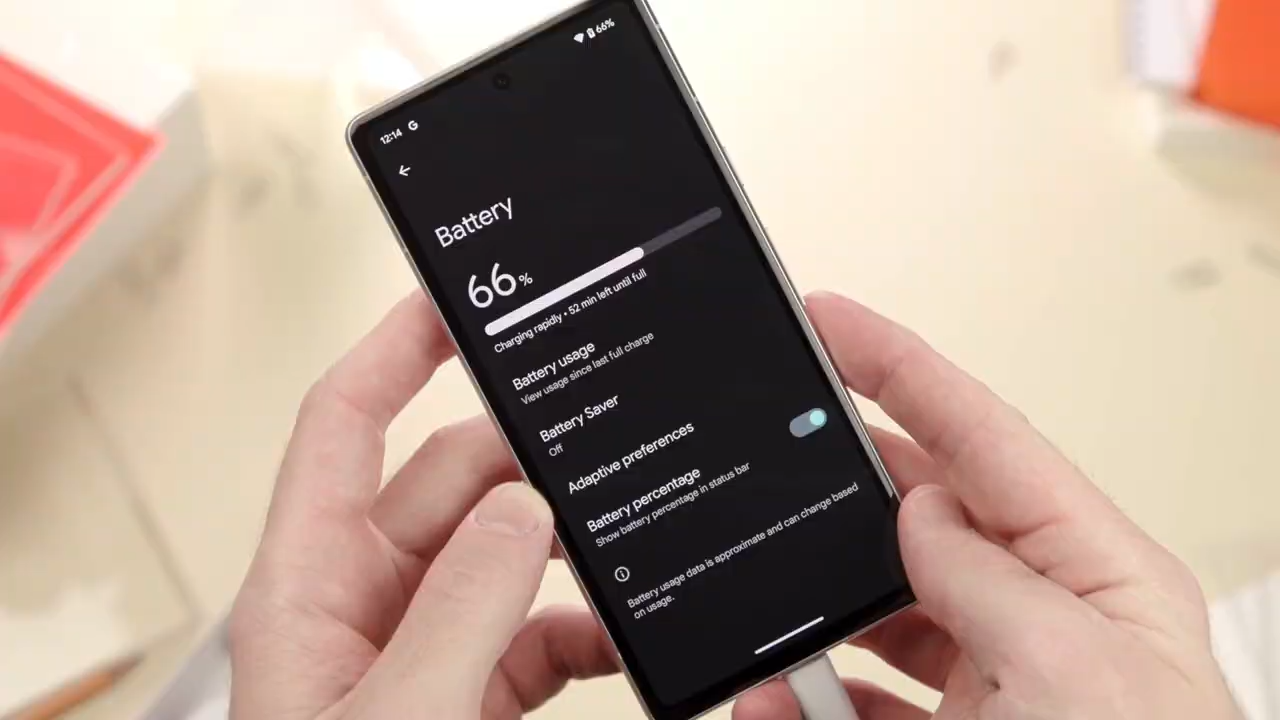 12:14 G
66%
Battery
66%
Charging rapidly • 52 min left until full
Battery usage
View usage since last full charge
Battery Saver
Off
Adaptive preferences
Battery percentage
Show battery percentage in status bar
Battery usage data is approximate and can change based
on usage.